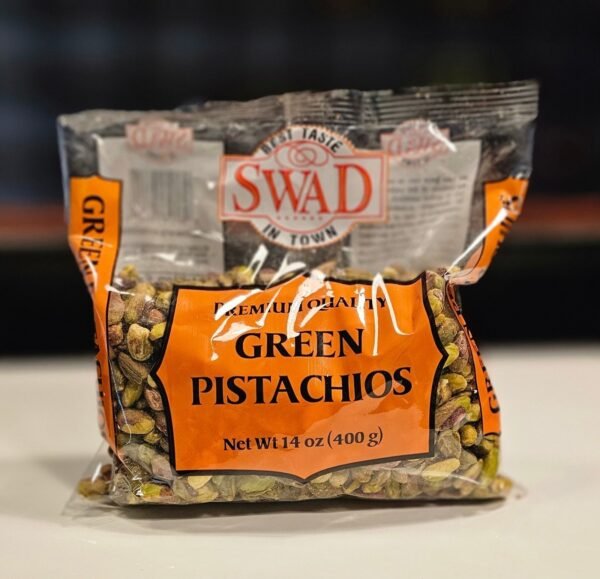 BEST TASTE
SWAD
IN TOWN
PREMIUM QUALITY
GREEN
PISTACHIOS
Net Wt 14 oz (400 g)